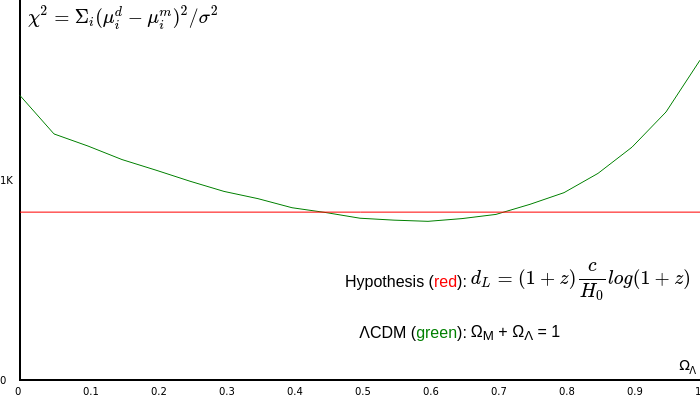 χ² = Σᵢ(μᵢᵈ − μᵢᵐ)²/σ²
1K
Hypothesis (red): d_L = (1 + z) c/H₀ log(1 + z)
ΛCDM (green): Ω_M + Ω_Λ = 1
Ω_Λ
0
0 0.1 0.2 0.3 0.4 0.5 0.6 0.7 0.8 0.9 1